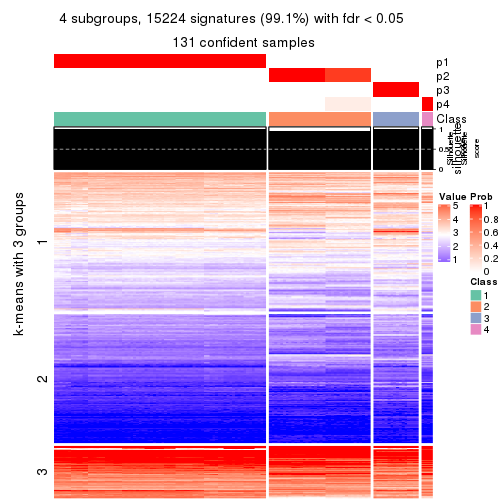 4 subgroups, 15224 signatures (99.1%) with fdr < 0.05
131 confident samples
p1
p2
p3
p4
Class
1
0.5
0
silhouette
score
k-means with 3 groups
1
2
3
Value
5
4
3
2
1
Prob
1
0.8
0.6
0.4
0.2
0
Class
1
2
3
4